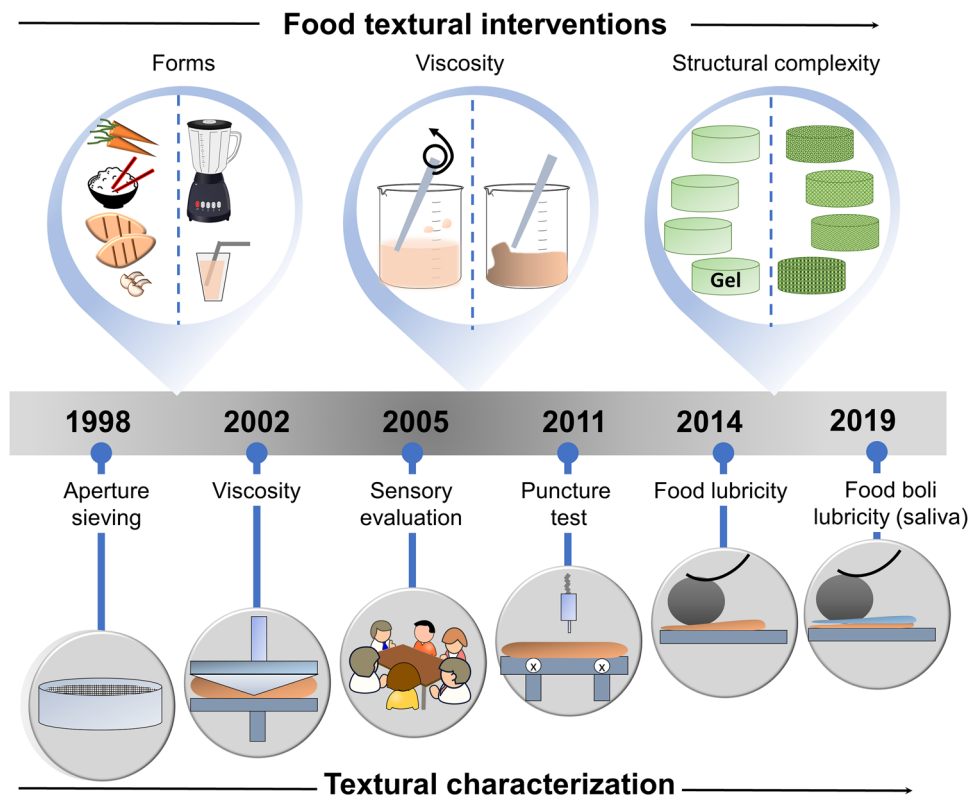 Food textural interventions
Forms
Viscosity
Structural complexity
Gel
1998
2002
2005
2011
2014
2019
Aperture
sieving
Viscosity
Sensory
evaluation
Puncture
test
Food lubricity
Food boli
lubricity (saliva)
x
x
Textural characterization